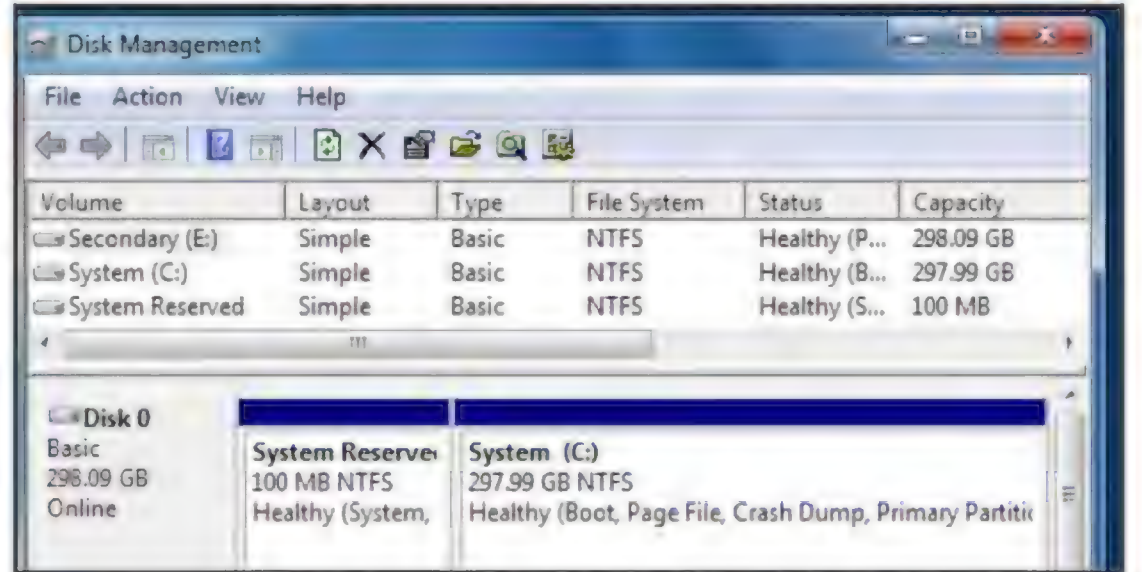 Disk Management
File Action View Help
Volume Layout Type File System Status Capacity
Secondary (E:) Simple Basic NTFS Healthy (P... 298.09 GB
System (C:) Simple Basic NTFS Healthy (B... 297.99 GB
System Reserved Simple Basic NTFS Healthy (S... 100 MB
Disk 0
Basic
298.09 GB
Online
System Reserve
100 MB NTFS
Healthy (System,
System (C:)
297.99 GB NTFS
Healthy (Boot, Page File, Crash Dump, Primary Partitic